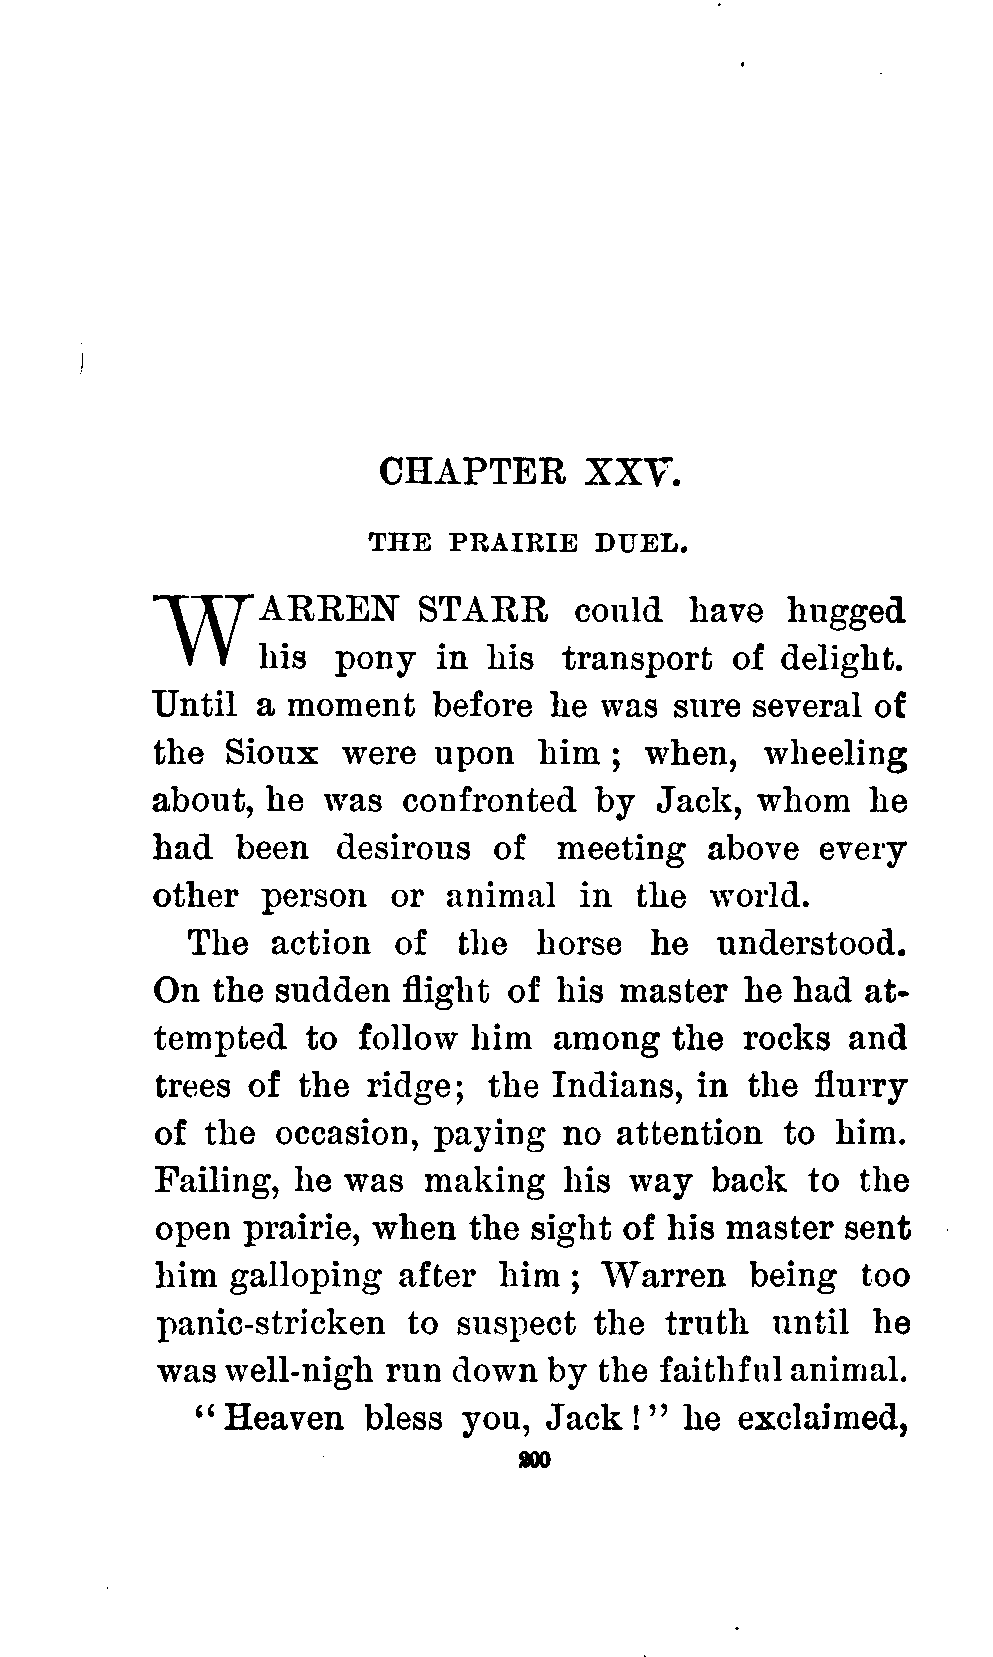 CHAPTER XXV.
THE PRAIRIE DUEL.
WARREN STARR could have hugged
his pony in his transport of delight.
Until a moment before he was sure several of
the Sioux were upon him ; when, wheeling
about, he was confronted by Jack, whom he
had been desirous of meeting above every
other person or animal in the world.
The action of the horse he understood.
On the sudden flight of his master he had at-
tempted to follow him among the rocks and
trees of the ridge; the Indians, in the flurry
of the occasion, paying no attention to him.
Failing, he was making his way back to the
open prairie, when the sight of his master sent
him galloping after him ; Warren being too
panic-stricken to suspect the truth until he
was well-nigh run down by the faithful animal.
“ Heaven bless you, Jack ! ” he exclaimed,
200